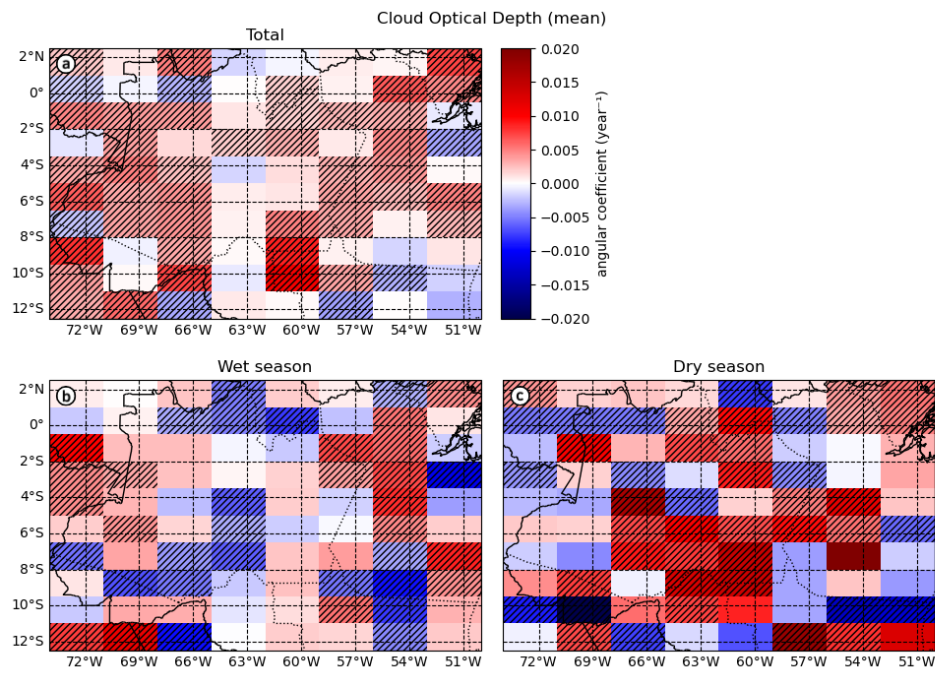 Cloud Optical Depth (mean)
Total
a
2°N
0°
2°S
4°S
6°S
8°S
10°S
12°S
72°W 69°W 66°W 63°W 60°W 57°W 54°W 51°W
0.020
0.015
0.010
0.005
0.000
−0.005
−0.010
−0.015
−0.020
angular coefficient (year⁻¹)
Wet season
b
2°N
0°
2°S
4°S
6°S
8°S
10°S
12°S
72°W 69°W 66°W 63°W 60°W 57°W 54°W 51°W
Dry season
c
72°W 69°W 66°W 63°W 60°W 57°W 54°W 51°W